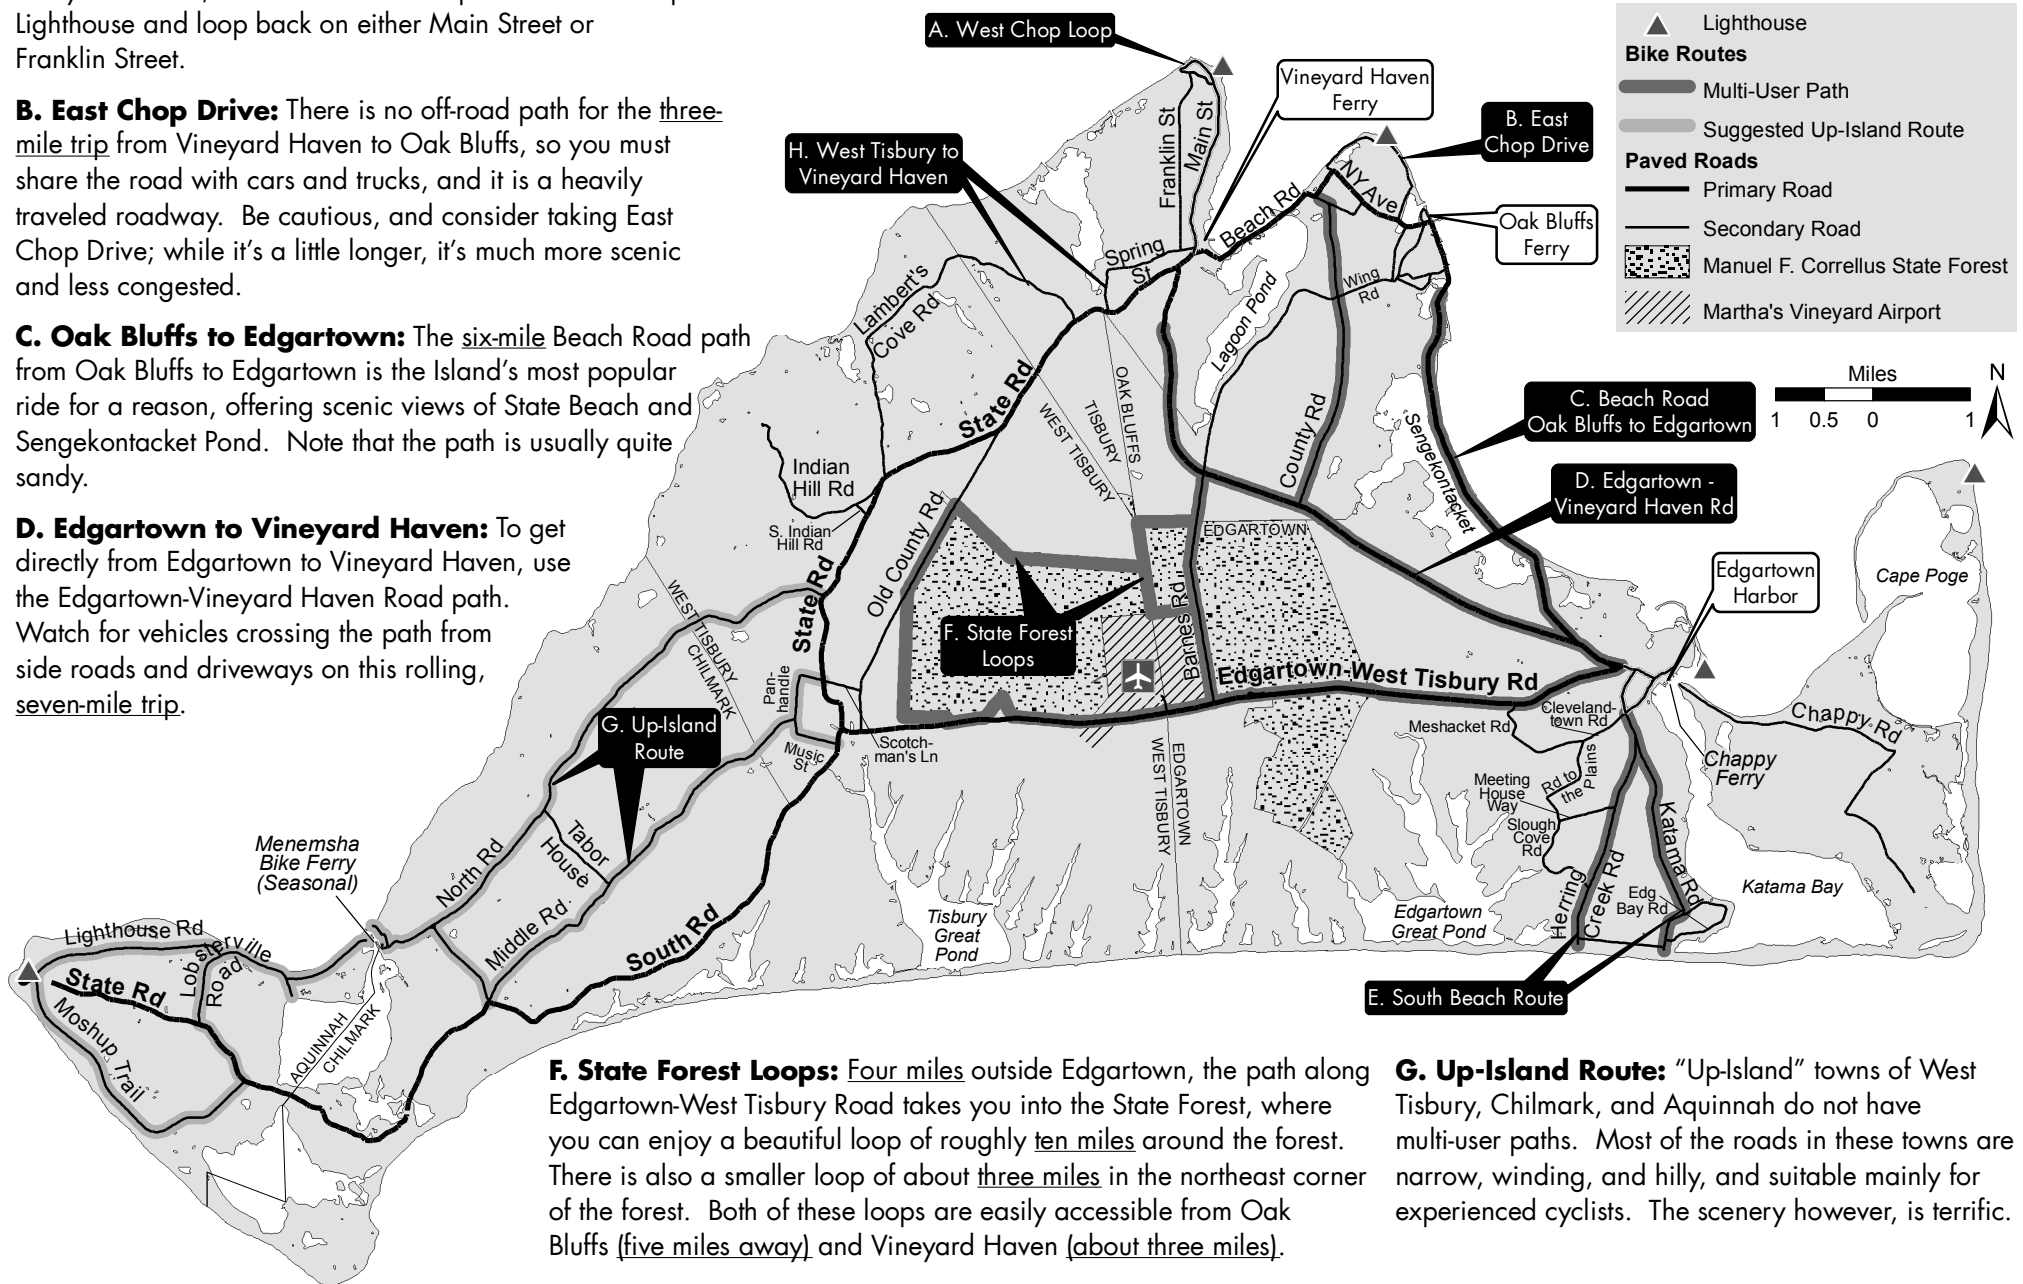 Lighthouse and loop back on either Main Street or
Franklin Street.
B. East Chop Drive: There is no off-road path for the three-
mile trip from Vineyard Haven to Oak Bluffs, so you must
share the road with cars and trucks, and it is a heavily
traveled roadway.  Be cautious, and consider taking East
Chop Drive; while it's a little longer, it's much more scenic
and less congested.
C. Oak Bluffs to Edgartown: The six-mile Beach Road path
from Oak Bluffs to Edgartown is the Island's most popular
ride for a reason, offering scenic views of State Beach and
Sengekontacket Pond.  Note that the path is usually quite
sandy.
D. Edgartown to Vineyard Haven: To get
directly from Edgartown to Vineyard Haven, use
the Edgartown-Vineyard Haven Road path.
Watch for vehicles crossing the path from
side roads and driveways on this rolling,
seven-mile trip.
A. West Chop Loop
Vineyard Haven
Ferry
B. East
Chop Drive
H. West Tisbury to
Vineyard Haven
Oak Bluffs
Ferry
Franklin St
Main St
Beach Rd
NY Ave
Spring
St
Wing
Rd
Lagoon Pond
Lambert's
Cove Rd
State Rd
OAK BLUFFS
TISBURY
WEST TISBURY
County Rd
Sengekontacket
C. Beach Road
Oak Bluffs to Edgartown
D. Edgartown -
Vineyard Haven Rd
Indian
Hill Rd
S. Indian
Hill Rd
Old County Rd
State Rd
EDGARTOWN
Barnes Rd
F. State Forest
Loops
Edgartown-West Tisbury Rd
Edgartown
Harbor
Cape Poge
WEST TISBURY
CHILMARK
Pan-
handle
Music
St
Scotch-
man's Ln
G. Up-Island
Route
EDGARTOWN
WEST TISBURY
Meshacket Rd
Cleveland-
town Rd
Rd to
the Plains
Meeting
House
Way
Slough
Cove
Rd
Chappy Rd
Chappy
Ferry
Katama Rd
Herring
Creek Rd
Edg
Bay Rd
Katama Bay
Edgartown
Great Pond
Tisbury
Great
Pond
E. South Beach Route
Menemsha
Bike Ferry
(Seasonal)
North Rd
Tabor
House
Middle Rd.
South Rd
Lighthouse Rd
Lobsterville
Road
State Rd
Moshup Trail
AQUINNAH
CHILMARK
Lighthouse
Bike Routes
Multi-User Path
Suggested Up-Island Route
Paved Roads
Primary Road
Secondary Road
Manuel F. Correllus State Forest
Martha's Vineyard Airport
Miles
1 0.5 0 1
N
F. State Forest Loops: Four miles outside Edgartown, the path along
Edgartown-West Tisbury Road takes you into the State Forest, where
you can enjoy a beautiful loop of roughly ten miles around the forest.
There is also a smaller loop of about three miles in the northeast corner
of the forest.  Both of these loops are easily accessible from Oak
Bluffs (five miles away) and Vineyard Haven (about three miles).
G. Up-Island Route: "Up-Island" towns of West
Tisbury, Chilmark, and Aquinnah do not have
multi-user paths.  Most of the roads in these towns are
narrow, winding, and hilly, and suitable mainly for
experienced cyclists.  The scenery however, is terrific.